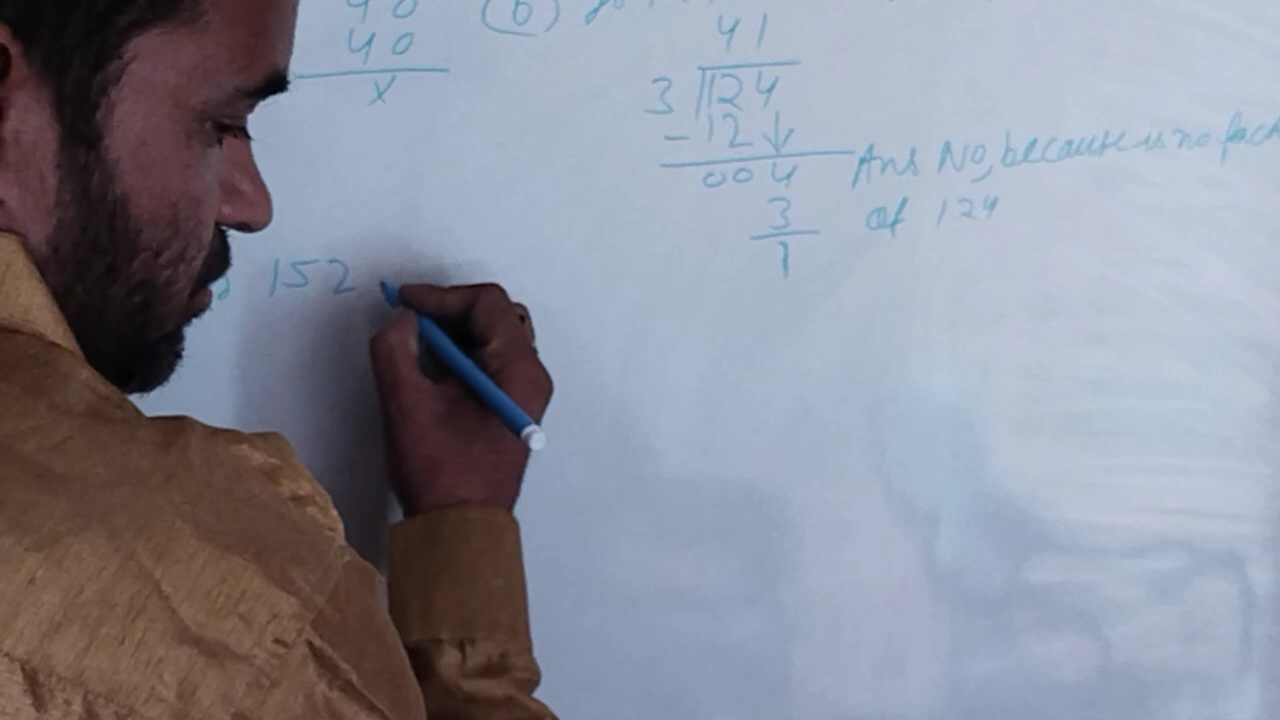 40
40
x
(b)
41
3 124
-12
004
3
1
Ans No, because is no
of 124
152